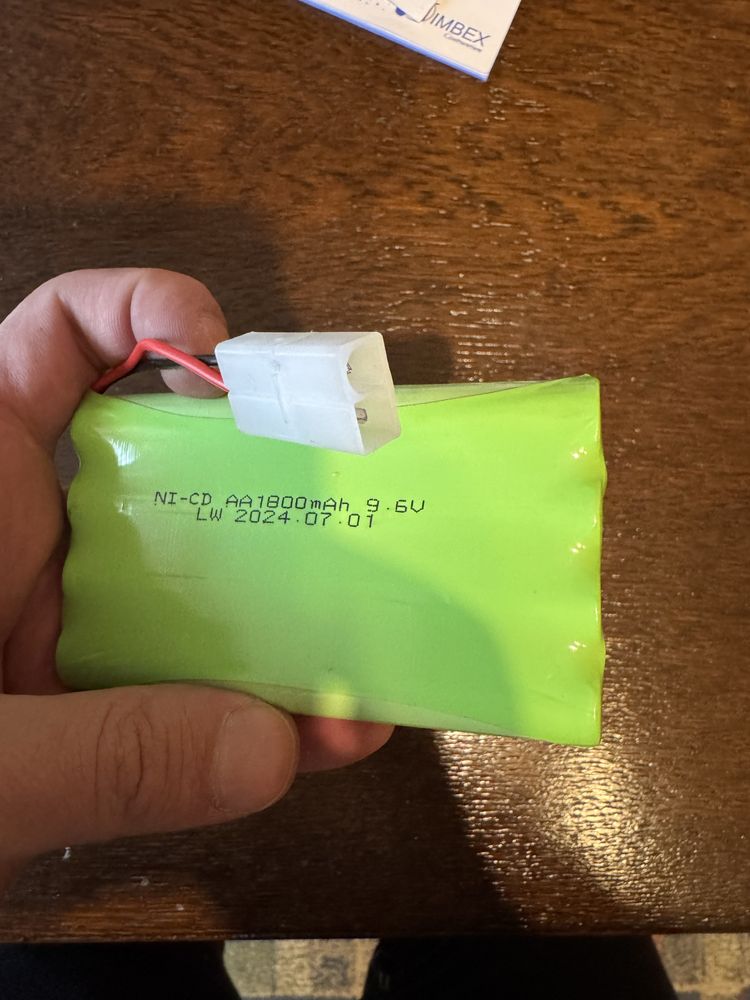 IMBEX
NI-CD AA1800mAh 9.6V
LW 2024.07.01